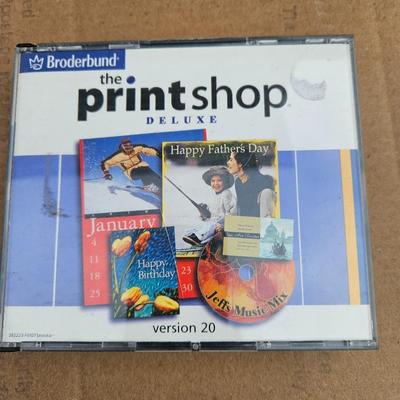 Broderbund
the
printshop
DELUXE
Happy Father's Day
January
4
11
18
25
23
30
Happy
Birthday
Jeffs Music Mix
version 20